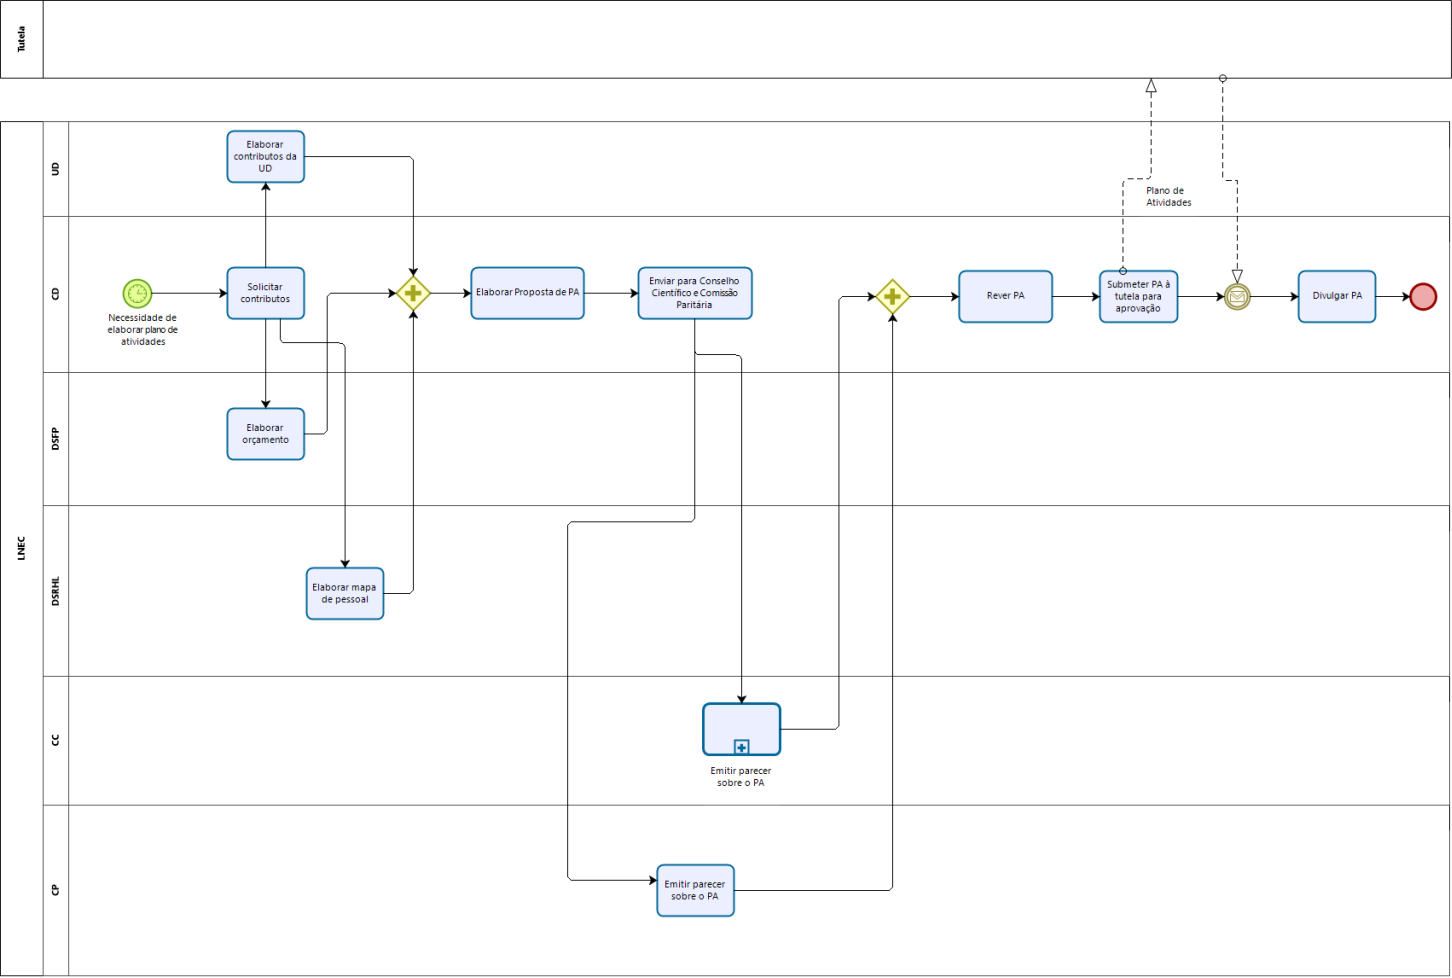 Tutela
LNEC
UD
Elaborar
contributos da
UD
Plano de
Atividades
CD
Necessidade de
elaborar plano de
atividades
Solicitar
contributos
Elaborar Proposta de PA
Enviar para Conselho
Científico e Comissão
Paritária
Rever PA
Submeter PA à
tutela para
aprovação
Divulgar PA
DSFP
Elaborar
orçamento
DSRHL
Elaborar mapa
de pessoal
CC
Emitir parecer
sobre o PA
CP
Emitir parecer
sobre o PA